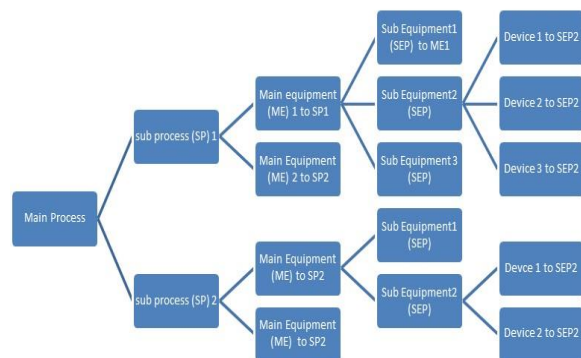 Main Process
sub process (SP) 1
sub process (SP) 2
Main equipment
(ME) 1 to SP1
Main Equipment
(ME) 2 to SP2
Main Equipment
(ME) to SP2
Main Equipment
(ME)  to SP2
Sub Equipment1
(SEP)  to ME1
Sub Equipment2
(SEP)
Sub Equipment 3
(SEP)
Sub Equipment1
(SEP)
Sub Equipment2
(SEP)
Device 1 to SEP2
Device 2 to SEP2
Device 3 to SEP2
Devce 1 to SEP2
Device 2 to SEP2